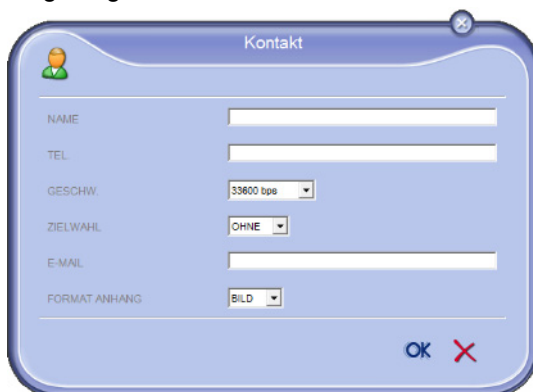 Kontakt
NAME
TEL.
GESCHW. 33600 bps
ZIELWAHL OHNE
E-MAIL
FORMAT ANHANG BILD
OK